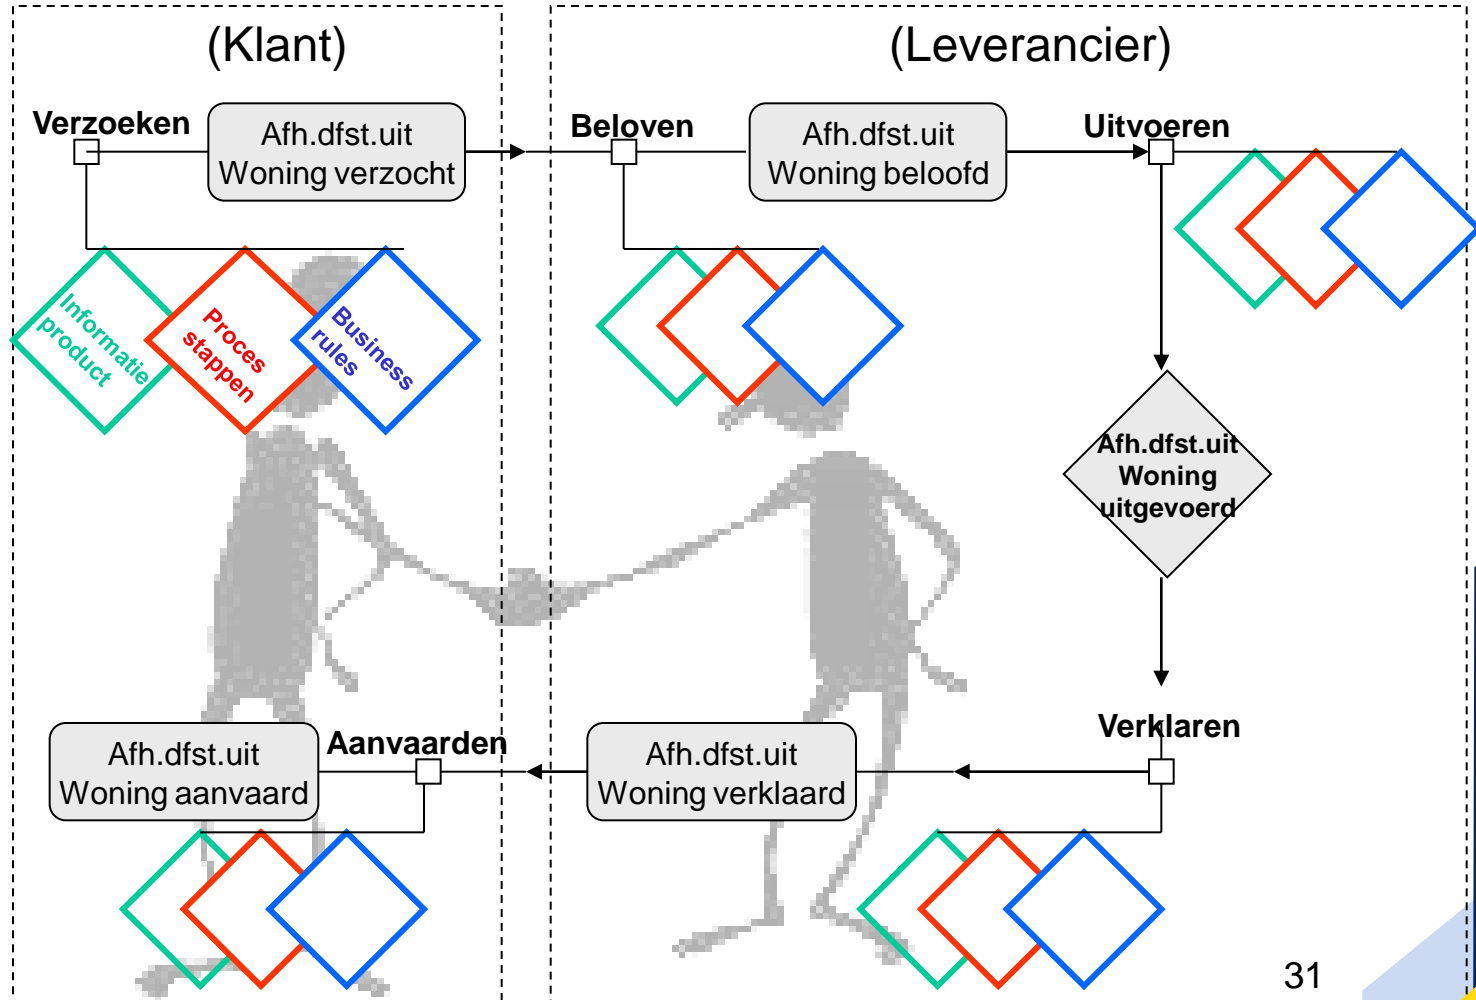 (Klant)
(Leverancier)
Verzoeken
Afh.dfst.uit
Woning verzocht
Beloven
Afh.dfst.uit
Woning beloofd
Uitvoeren
Informatie
product
Proces
stappen
Business
rules
Afh.dfst.uit
Woning
uitgevoerd
Verklaren
Afh.dfst.uit
Woning verklaard
Aanvaarden
Afh.dfst.uit
Woning aanvaard
31